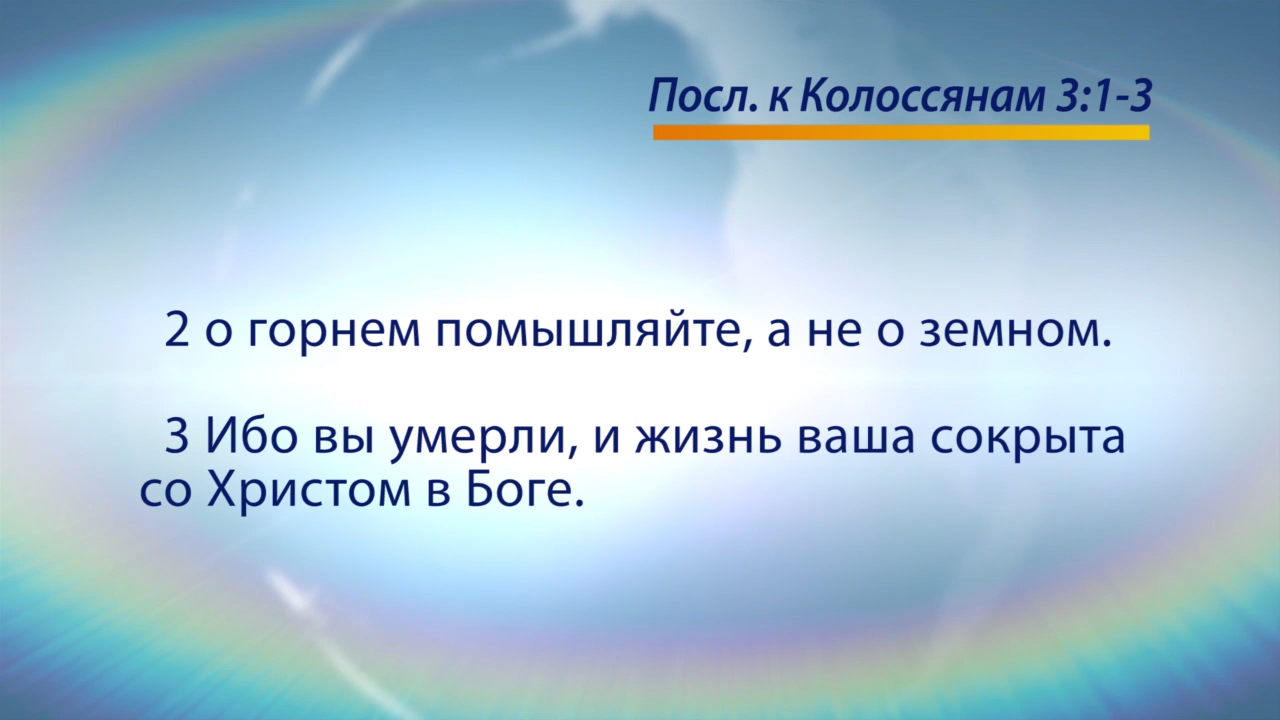 Посл. к Колоссянам 3:1-3
2 о горнем помышляйте, а не о земном.
3 Ибо вы умерли, и жизнь ваша сокрыта
со Христом в Боге.